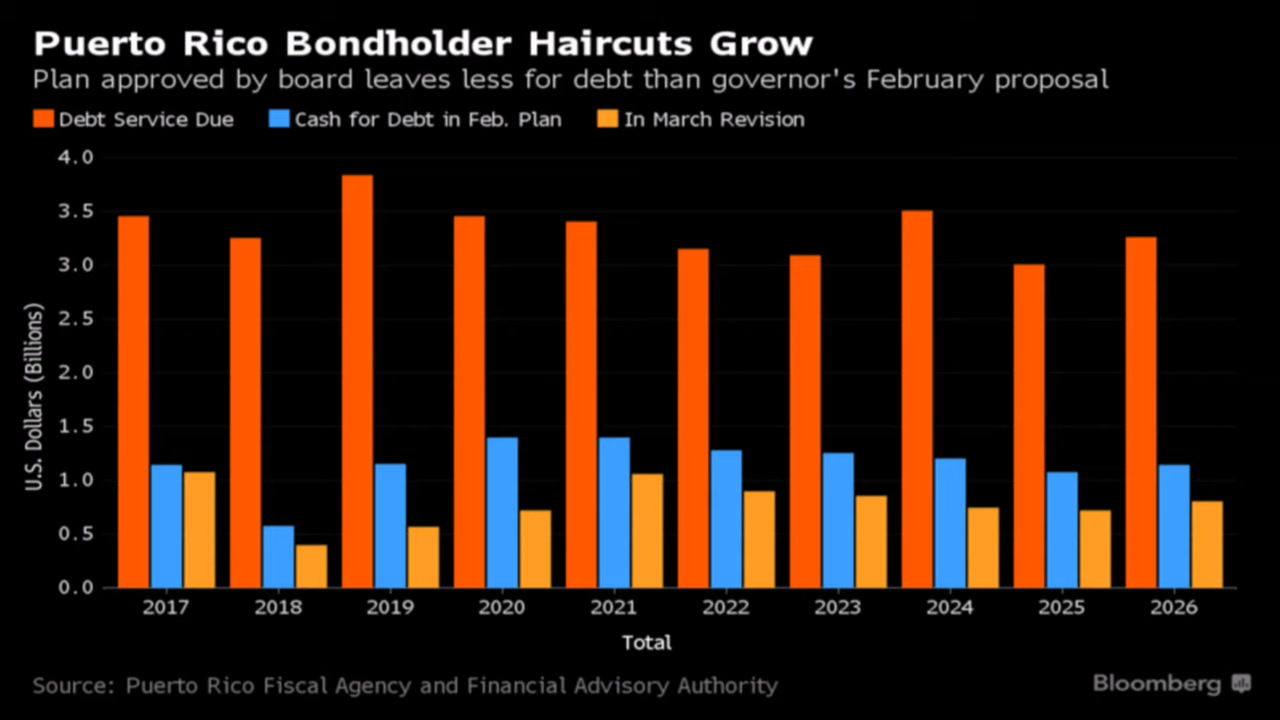 Puerto Rico Bondholder Haircuts Grow
Plan approved by board leaves less for debt than governor's February proposal
Debt Service Due Cash for Debt in Feb. Plan In March Revision
4.0
3.5
3.0
2.5
2.0
1.5
1.0
0.5
0.0
U.S. Dollars (Billions)
2017 2018 2019 2020 2021 2022 2023 2024 2025 2026
Total
Source: Puerto Rico Fiscal Agency and Financial Advisory Authority
Bloomberg